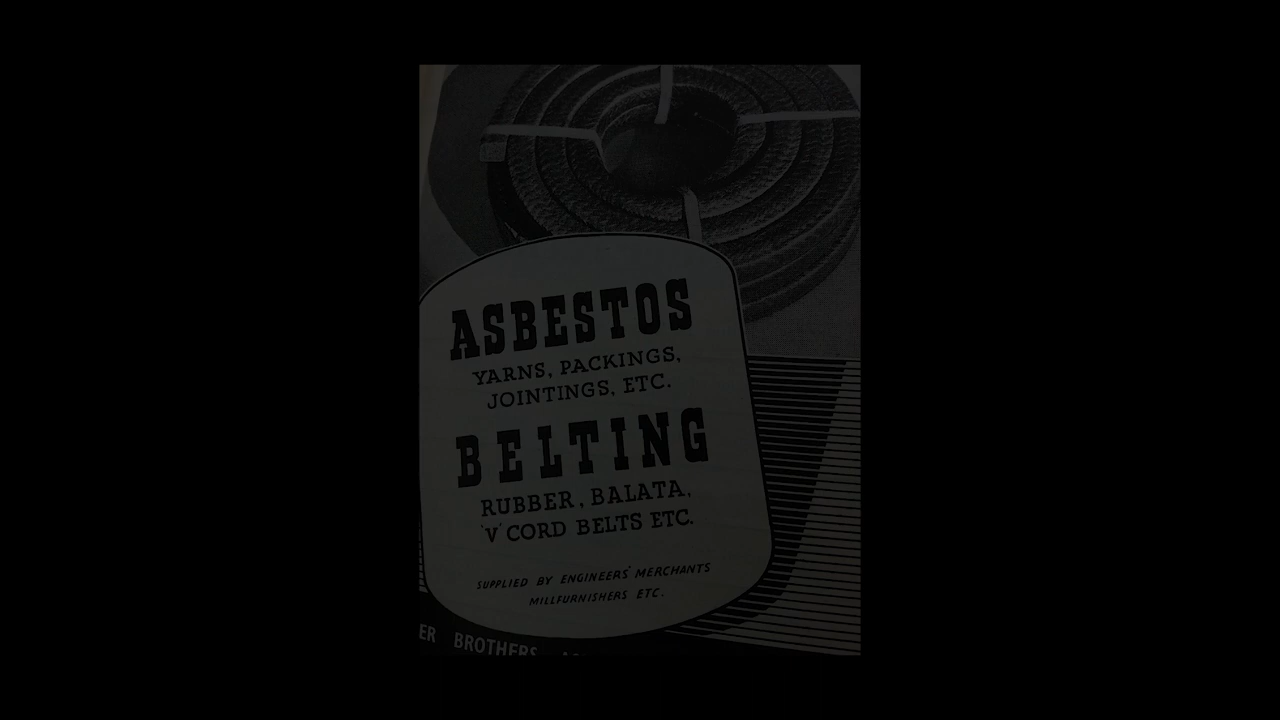 ASBESTOS
YARNS, PACKINGS,
JOINTINGS, ETC.
BELTING
RUBBER, BALATA,
'V' CORD BELTS ETC.
SUPPLIED BY ENGINEERS' MERCHANTS
MILLFURNISHERS ETC.
BROTHERS